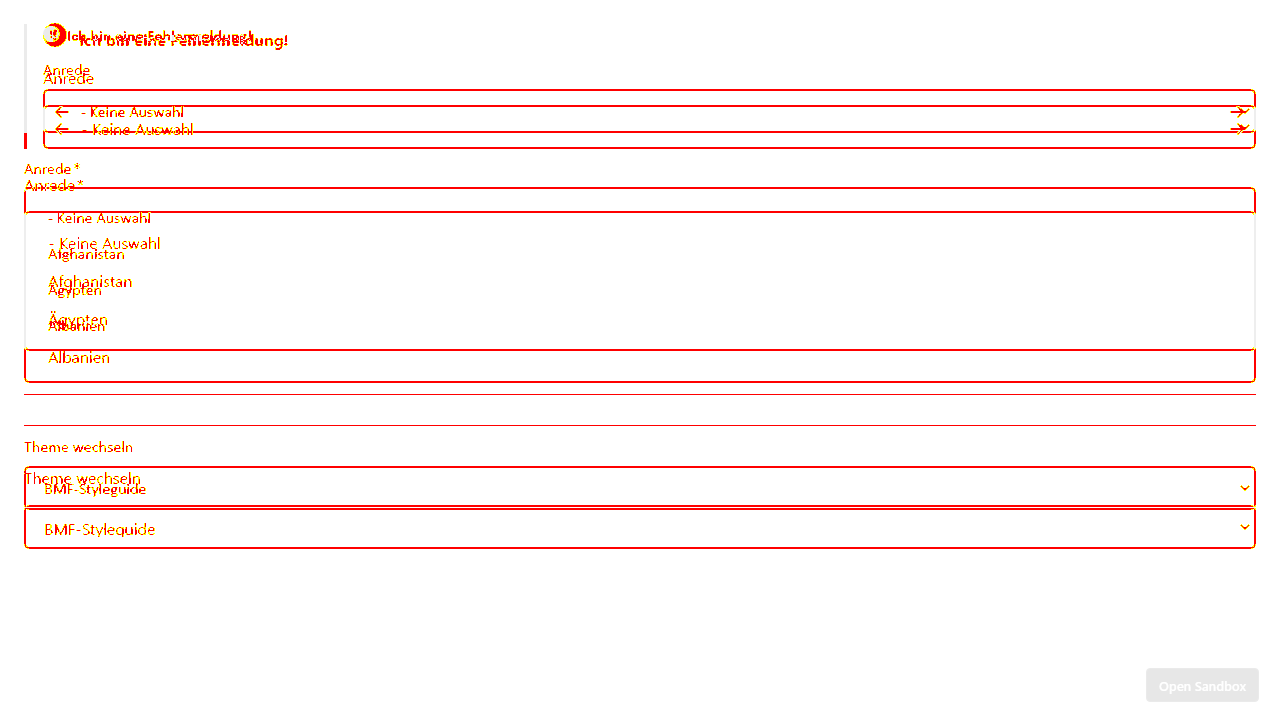 Ich bin eine Fehlermeldung!
Ich bin eine Fehlermeldung!
Anrede
Anrede
- Keine Auswahl
- Keine Auswahl
Anrede *
Anrede *
- Keine Auswahl
- Keine Auswahl
Afghanistan
Afghanistan
Ägypten
Ägypten
Albanien
Albanien
Theme wechseln
Theme wechseln
BMF-Styleguide
BMF-Styleguide
Open Sandbox